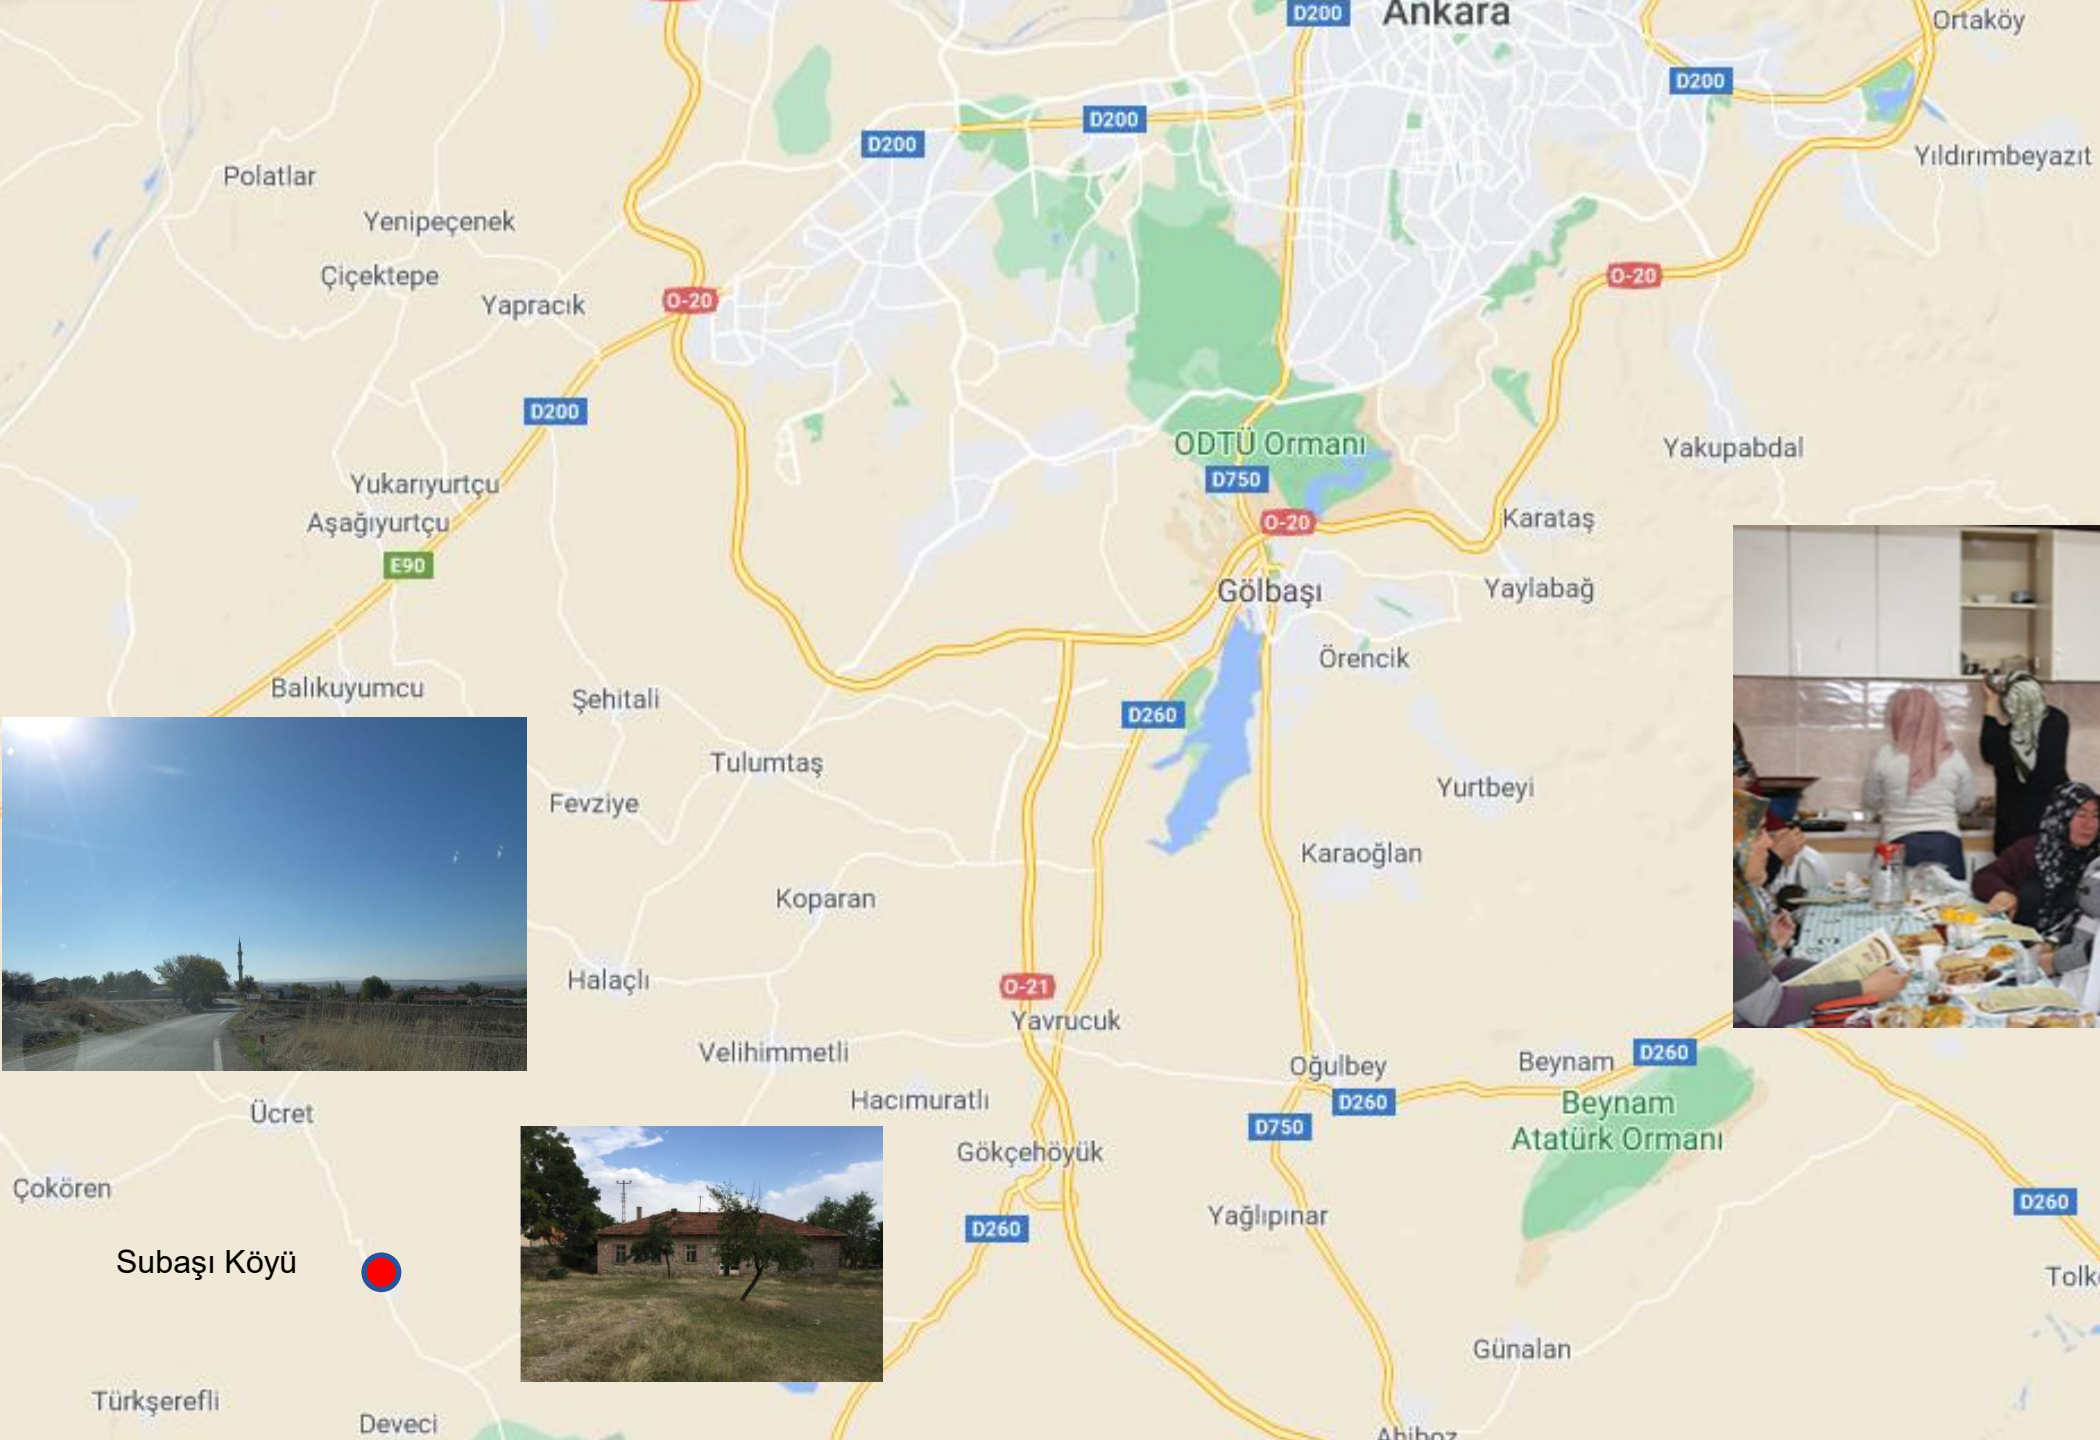 D200
Ankara
Ortaköy
D200
D200
D200
Yıldırımbeyazıt
Polatlar
Yenipeçenek
Çiçektepe
O-20
Yapracık
O-20
D200
ODTÜ Ormanı
Yakupabdal
D750
Yukarıyurtçu
Karataş
Aşağıyurtçu
O-20
E90
Gölbaşı
Yaylabağ
Örencik
Balıkuyumcu
Şehitali
D260
Tulumtaş
Yurtbeyi
Fevziye
Karaoğlan
Koparan
Halaçlı
O-21
Yavrucuk
Velihimmetli
Oğulbey
Beynam
D260
Hacımuratlı
D260
Beynam
Atatürk Ormanı
Ücret
D750
Gökçehöyük
Çokören
D260
Yağlıpınar
D260
Subaşı Köyü
Tolk
Günalan
Türkşerefli
Deveci